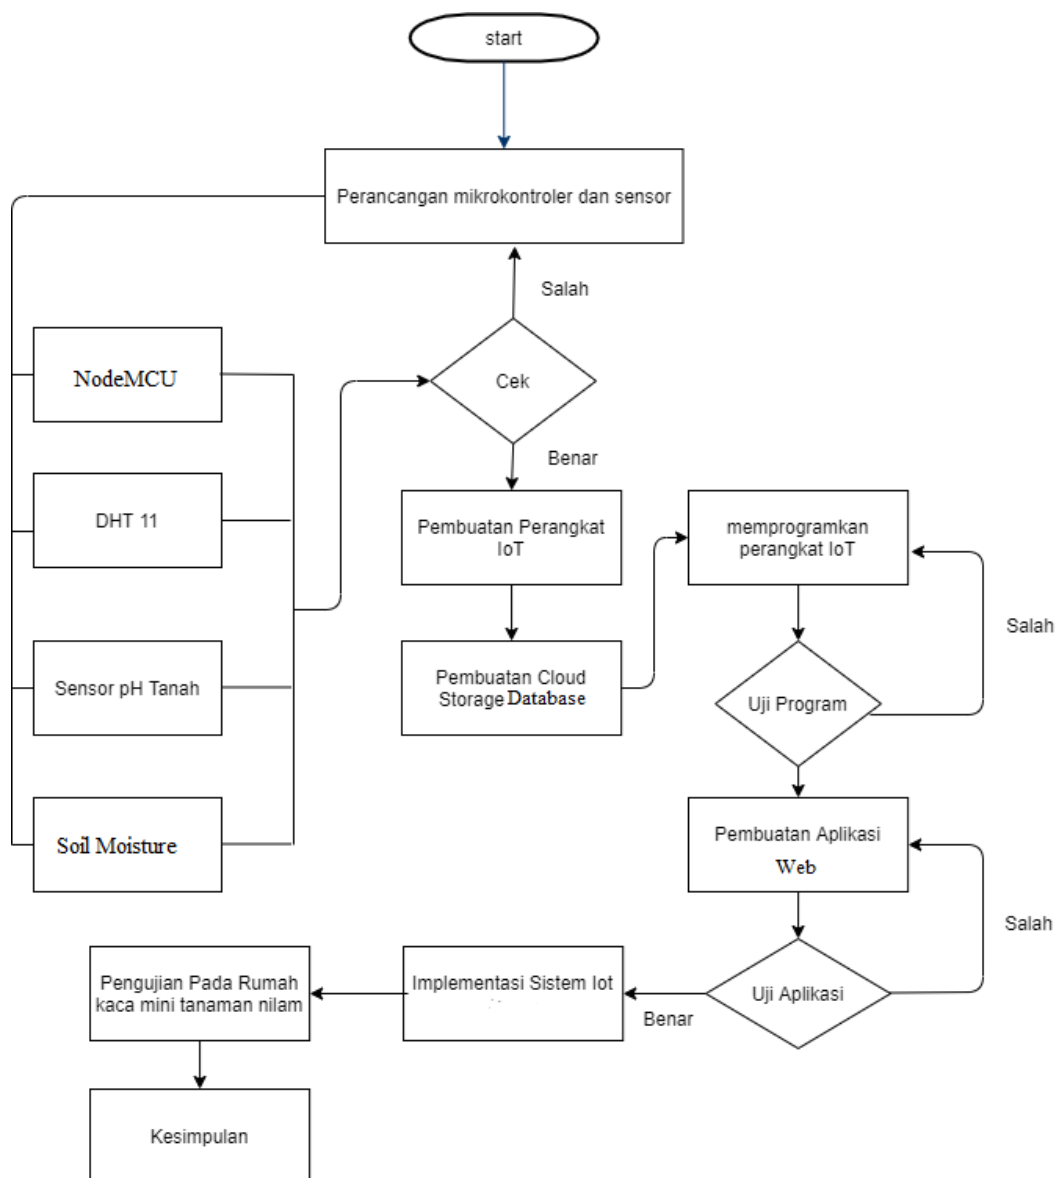 start
Perancangan mikrokontroler dan sensor
Salah
NodeMCU
Cek
Benar
DHT 11
Pembuatan Perangkat
IoT
memprogramkan
perangkat IoT
Salah
Sensor pH Tanah
Pembuatan Cloud
Storage Database
Uji Program
Soil Moisture
Pembuatan Aplikasi
Web
Salah
Pengujian Pada Rumah
kaca mini tanaman nilam
Implementasi Sistem Iot
Benar
Uji Aplikasi
Kesimpulan